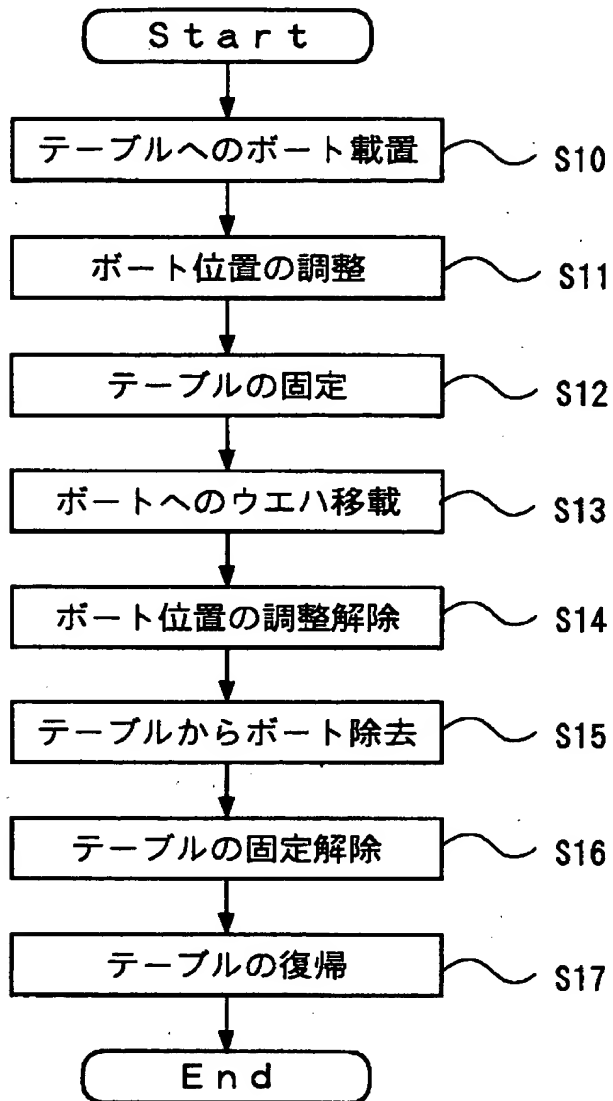 Start
テーブルへのボート載置 S10
ボート位置の調整 S11
テーブルの固定 S12
ボートへのウエハ移載 S13
ボート位置の調整解除 S14
テーブルからボート除去 S15
テーブルの固定解除 S16
テーブルの復帰 S17
End